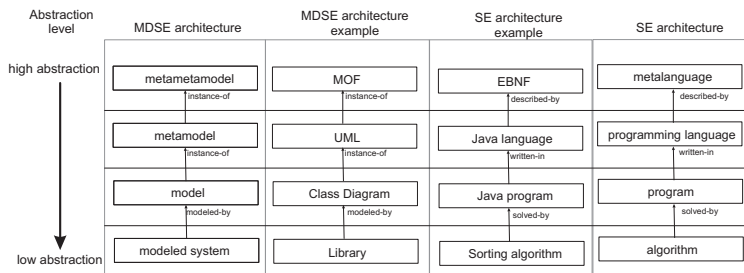 Abstraction
level
MDSE architecture
MDSE architecture
example
SE architecture
example
SE architecture
high abstraction
metametamodel
MOF
EBNF
metalanguage
instance-of
instance-of
described-by
described-by
metamodel
UML
Java language
programming language
instance-of
instance-of
written-in
written-in
model
Class Diagram
Java program
program
modeled-by
modeled-by
solved-by
solved-by
low abstraction
modeled system
Library
Sorting algorithm
algorithm